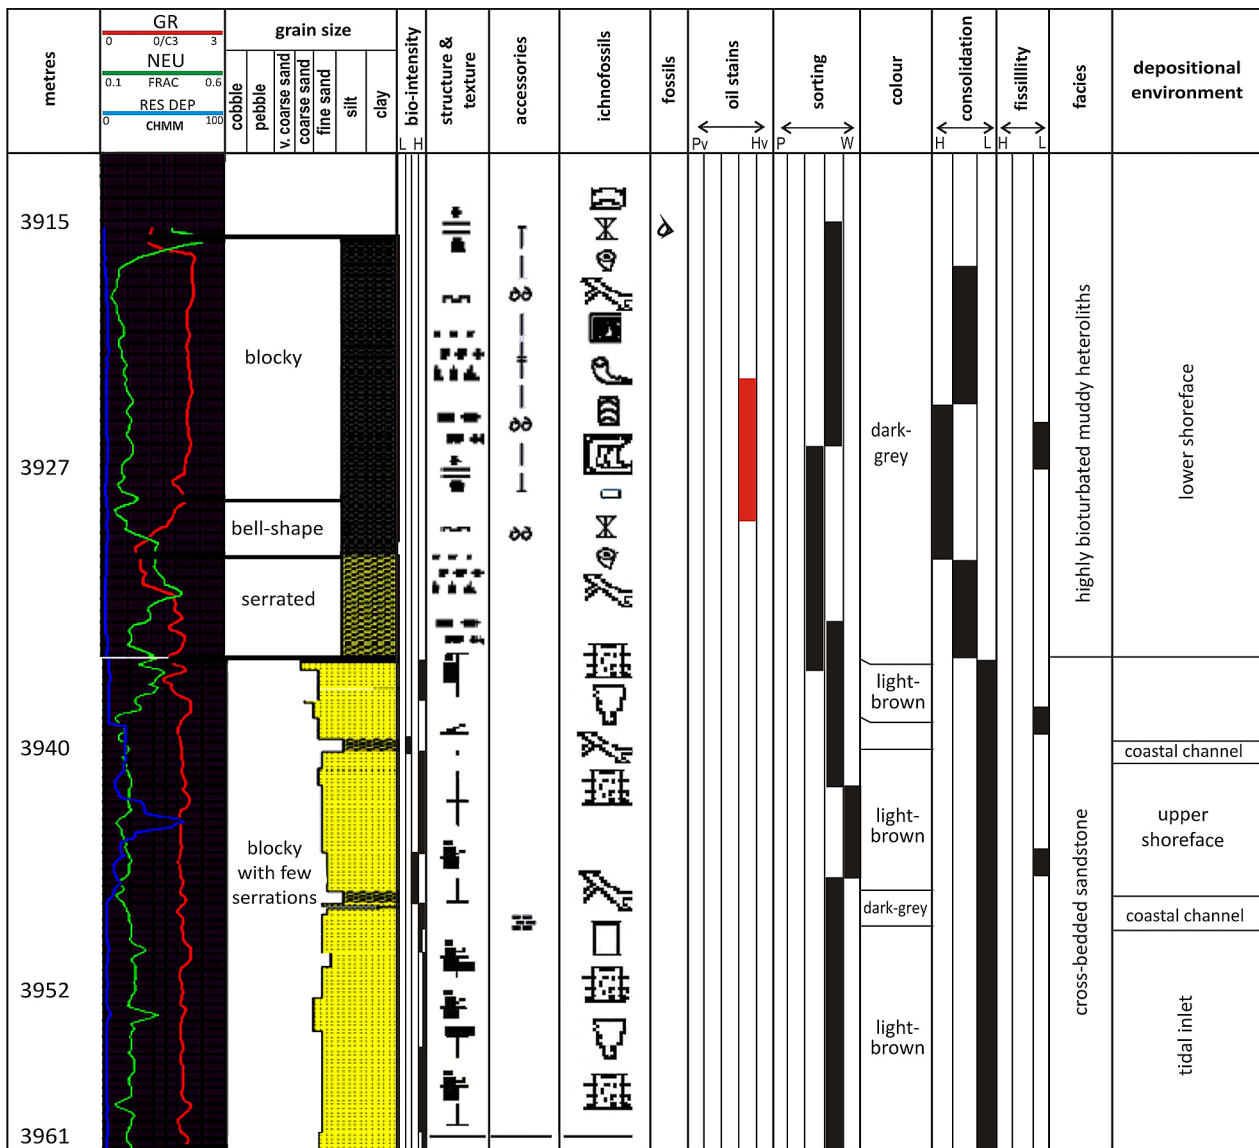 metres
GR
0 0/C3 3
NEU
0.1 FRAC 0.6
RES DEP
0 CHMM 100
grain size
cobble
pebble
v. coarse sand
coarse sand
fine sand
silt
clay
bio-intensity
L H
structure &
texture
accessories
ichnofossils
fossils
oil stains
Pv Hv
sorting
P W
colour
consolidation
H L
fissilllity
H L
facies
depositional
environment
3915
3927
3940
3952
3961
blocky
bell-shape
serrated
blocky
with few
serrations
dark-
grey
light-
brown
light-
brown
dark-grey
light-
brown
highly bioturbated muddy heteroliths
cross-bedded sandstone
lower shoreface
coastal channel
upper
shoreface
coastal channel
tidal inlet